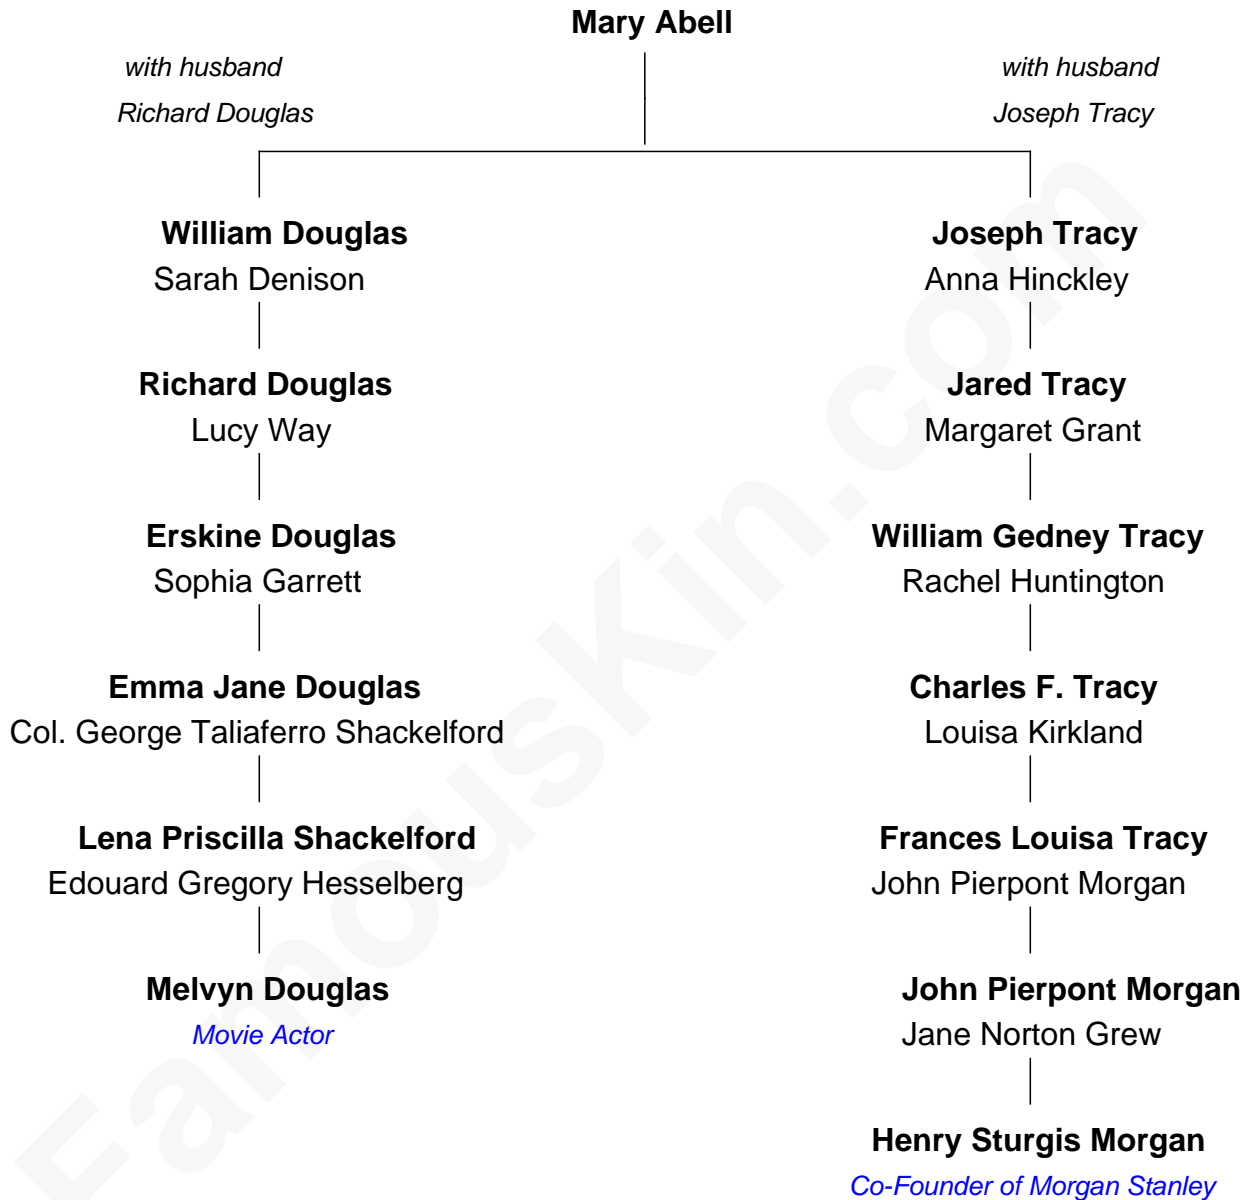 Mary Abell
with husband
Richard Douglas
with husband
Joseph Tracy
William Douglas
Sarah Denison
Joseph Tracy
Anna Hinckley
Richard Douglas
Lucy Way
Jared Tracy
Margaret Grant
Erskine Douglas
Sophia Garrett
William Gedney Tracy
Rachel Huntington
Emma Jane Douglas
Col. George Taliaferro Shackelford
Charles F. Tracy
Louisa Kirkland
Lena Priscilla Shackelford
Edouard Gregory Hesselberg
Frances Louisa Tracy
John Pierpont Morgan
Melvyn Douglas
Movie Actor
John Pierpont Morgan
Jane Norton Grew
Henry Sturgis Morgan
Co-Founder of Morgan Stanley
FamousKin.com